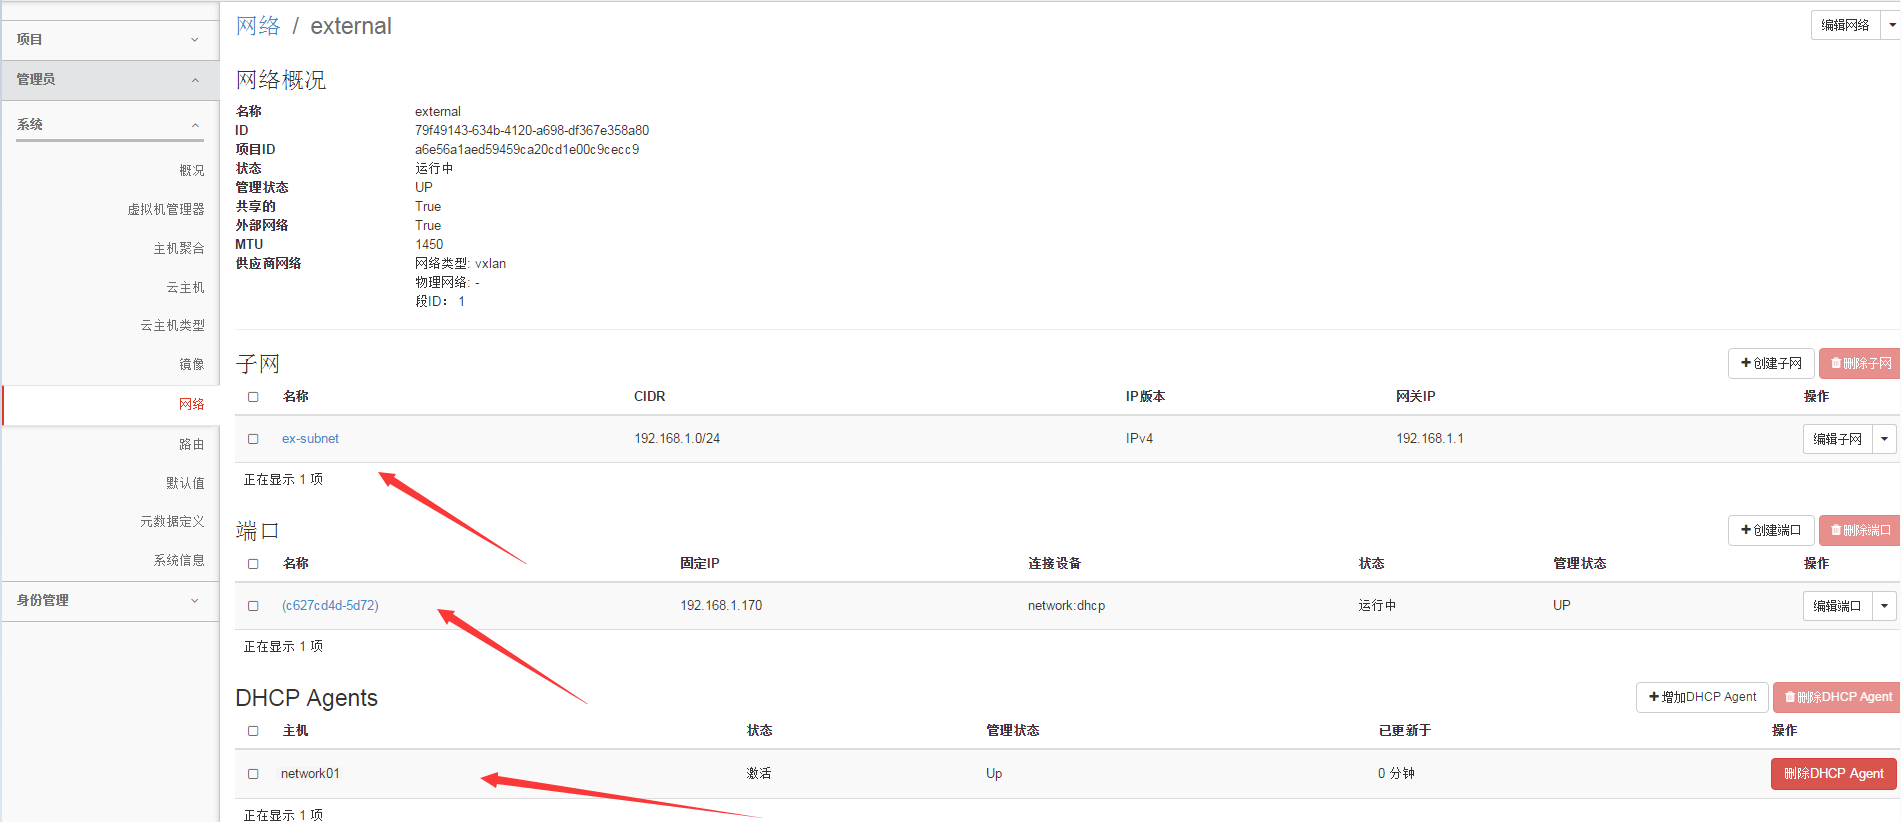 项目
管理员
系统
概况
虚拟机管理器
主机聚合
云主机
云主机类型
镜像
网络
路由
默认值
元数据定义
系统信息
身份管理
网络 / external
编辑网络
网络概况
名称 external
ID 79f49143-634b-4120-a698-df367e358a80
项目ID a6e56a1aed59459ca20cd1e00c9cecc9
状态 运行中
管理状态 UP
共享的 True
外部网络 True
MTU 1450
供应商网络 网络类型: vxlan
物理网络: -
段ID： 1
子网
创建子网 删除子网
名称 CIDR IP版本 网关IP 操作
ex-subnet 192.168.1.0/24 IPv4 192.168.1.1 编辑子网
正在显示 1 项
端口
创建端口 删除端口
名称 固定IP 连接设备 状态 管理状态 操作
(c627cd4d-5d72) 192.168.1.170 network:dhcp 运行中 UP 编辑端口
正在显示 1 项
DHCP Agents
增加DHCP Agent 删除DHCP Agent
主机 状态 管理状态 已更新于 操作
network01 激活 Up 0 分钟 删除DHCP Agent
正在显示 1 项